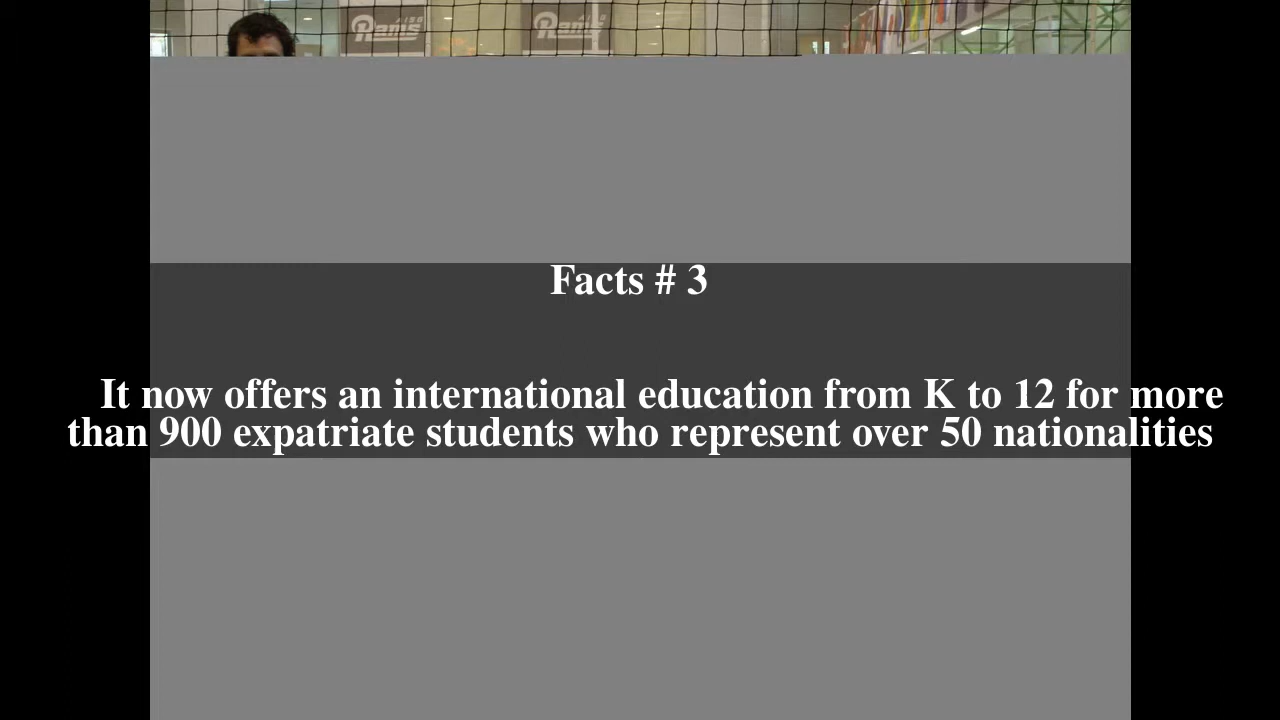 Rams
Rams
Facts # 3
It now offers an international education from K to 12 for more
than 900 expatriate students who represent over 50 nationalities